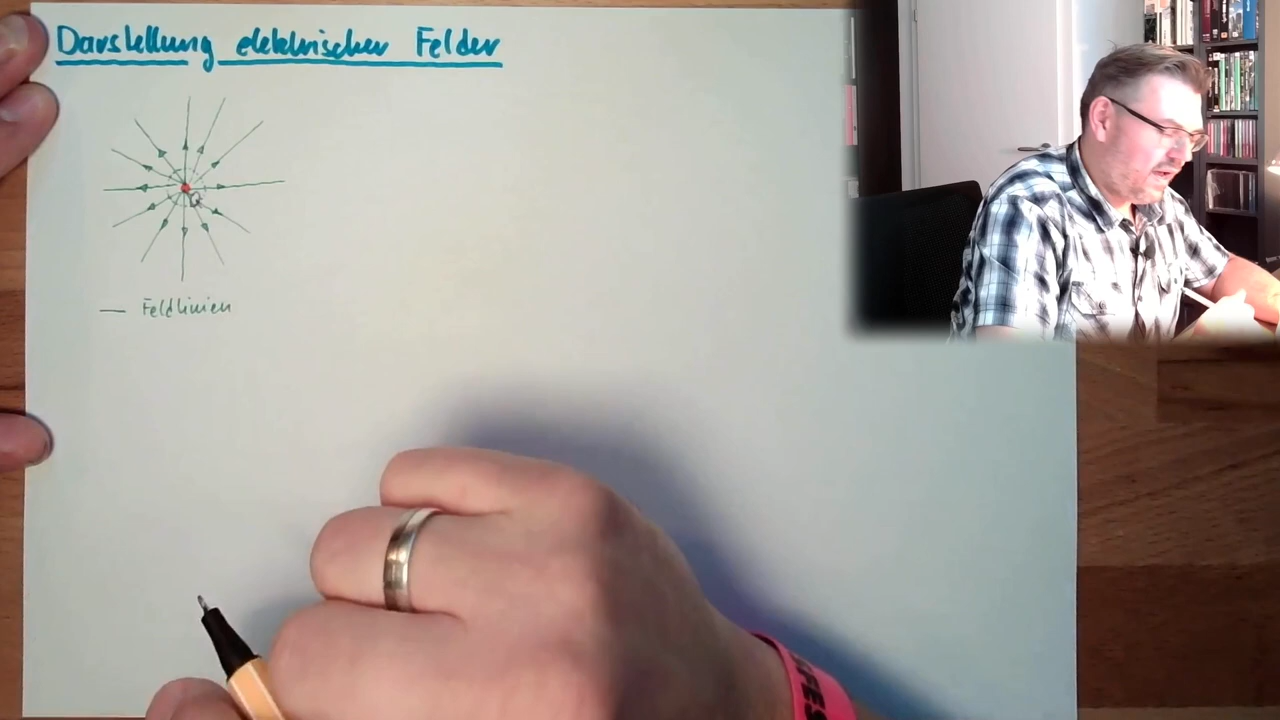 Darstellung elektrischer Felder
Q
— Feldlinien